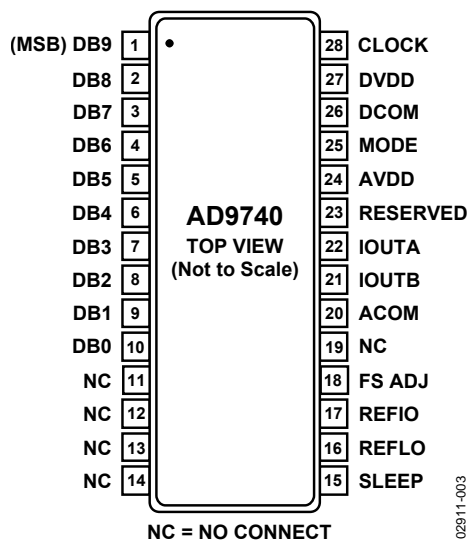 (MSB) DB9 1 28 CLOCK
DB8 2 27 DVDD
DB7 3 26 DCOM
DB6 4 25 MODE
DB5 5 24 AVDD
DB4 6 AD9740 23 RESERVED
DB3 7 TOP VIEW 22 IOUTA
DB2 8 (Not to Scale) 21 IOUTB
DB1 9 20 ACOM
DB0 10 19 NC
NC 11 18 FS ADJ
NC 12 17 REFIO
NC 13 16 REFLO
NC 14 15 SLEEP
NC = NO CONNECT
02911-003